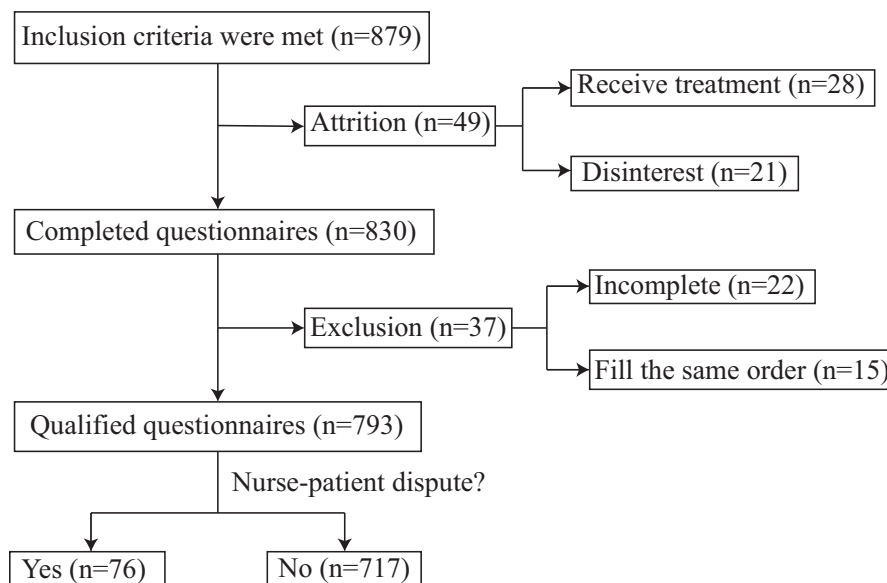 Inclusion criteria were met (n=879)
Receive treatment (n=28)
Attrition (n=49)
Disinterest (n=21)
Completed questionnaires (n=830)
Incomplete (n=22)
Exclusion (n=37)
Fill the same order (n=15)
Qualified questionnaires (n=793)
Nurse-patient dispute?
Yes (n=76)
No (n=717)